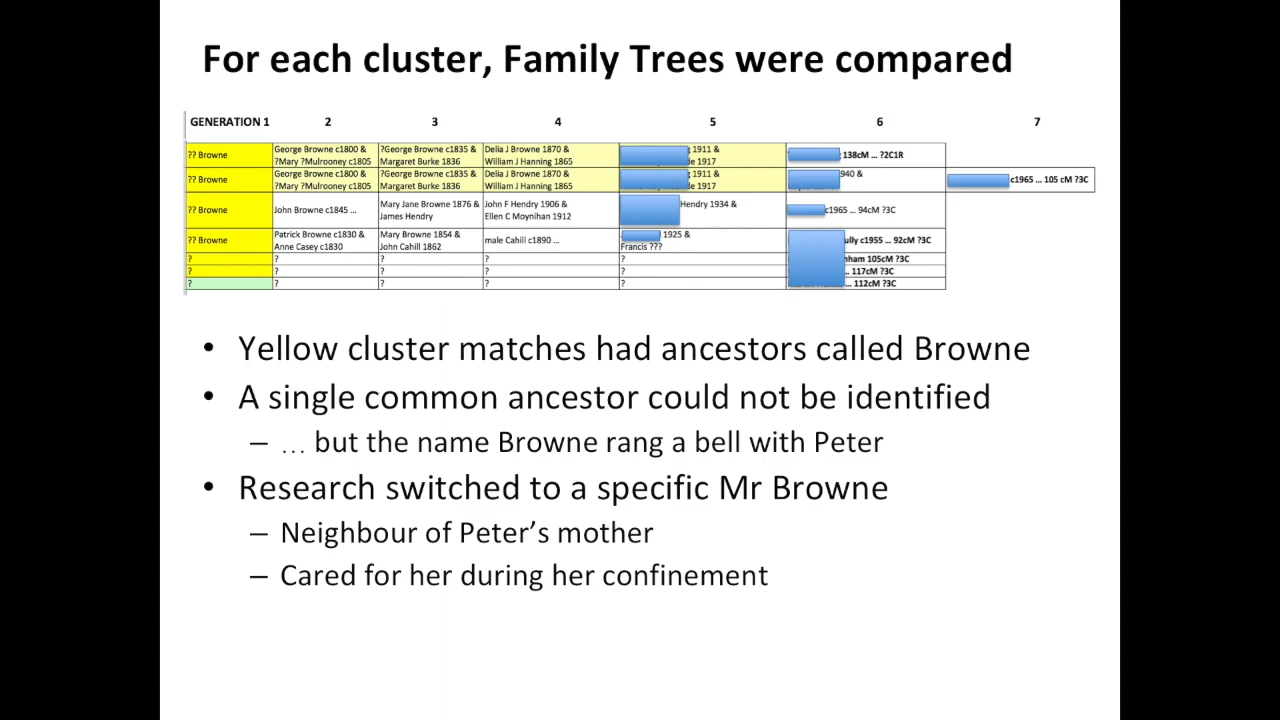 For each cluster, Family Trees were compared
GENERATION 1 2 3 4 5 6 7
?? Browne George Browne c1800 & ?George Browne c1835 & Delia J Browne 1870 & 1911 & 138cM ... ?2C1R
?Mary ?Mulrooney c1805 Margaret Burke 1836 William J Hanning 1865 1917
?? Browne George Browne c1800 & ?George Browne c1835 & Delia J Browne 1870 & 1911 & 940 & c1965 ... 105 cM ?3C
?Mary ?Mulrooney c1805 Margaret Burke 1836 William J Hanning 1865 1917
?? Browne John Browne c1845 ... Mary Jane Browne 1876 & John F Hendry 1906 & Hendry 1934 & c1965 ... 94cM ?3C
James Hendry Ellen C Moynihan 1912
?? Browne Patrick Browne c1830 & Mary Browne 1854 & male Cahill c1890 ... 1925 & c1955 ... 92cM ?3C
Anne Casey c1830 John Cahill 1862 Francis ???
? ? ? ? ? nham 105cM ?3C
? ? ? ? ? .. 117cM ?3C
? ? ? ? ? ... 112cM ?3C
• Yellow cluster matches had ancestors called Browne
• A single common ancestor could not be identified
– ... but the name Browne rang a bell with Peter
• Research switched to a specific Mr Browne
– Neighbour of Peter’s mother
– Cared for her during her confinement